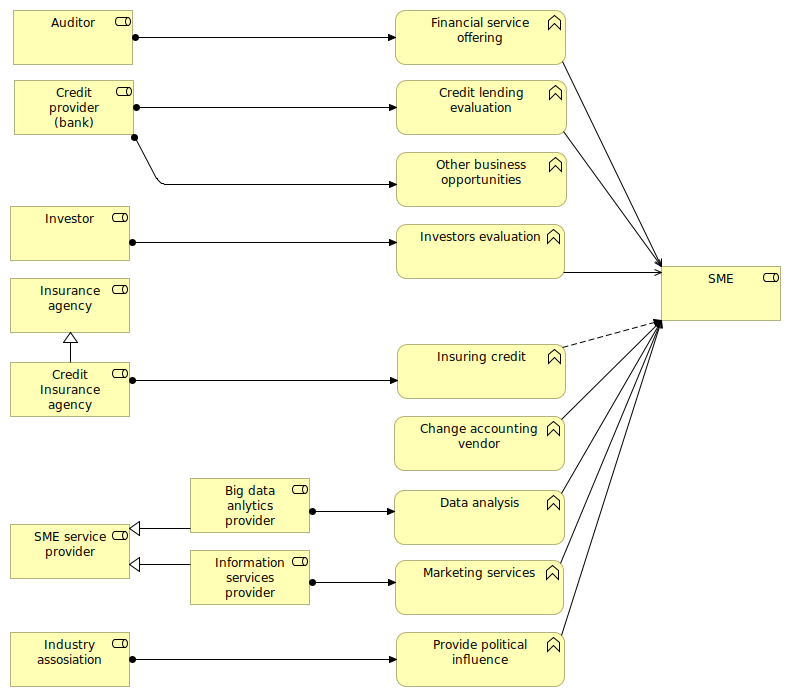 Auditor
Financial service
offering
Credit
provider
(bank)
Credit lending
evaluation
Other business
opportunities
Investor
Investors evaluation
Insurance
agency
SME
Credit
Insurance
agency
Insuring credit
Change accounting
vendor
Big data
anlytics
provider
Data analysis
SME service
provider
Information
services
provider
Marketing services
Industry
assosiation
Provide political
influence